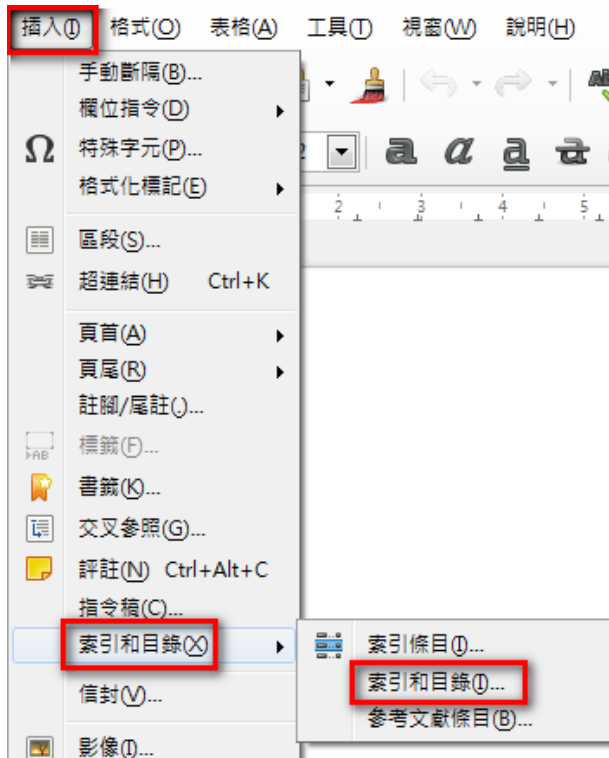 插入(I) 格式(O) 表格(A) 工具(T) 視窗(W) 說明(H)
手動斷隔(B)...
欄位指令(D)
特殊字元(P)...
格式化標記(E)
2 3 4 5
區段(S)...
超連結(H) Ctrl+K
頁首(A)
頁尾(R)
註腳/尾註(.)...
標籤(F)...
書籤(K)...
交叉參照(G)...
評註(N) Ctrl+Alt+C
指令稿(C)...
索引和目錄(X)
索引條目(I)...
索引和目錄(I)...
參考文獻條目(B)...
信封(V)...
影像(I)...